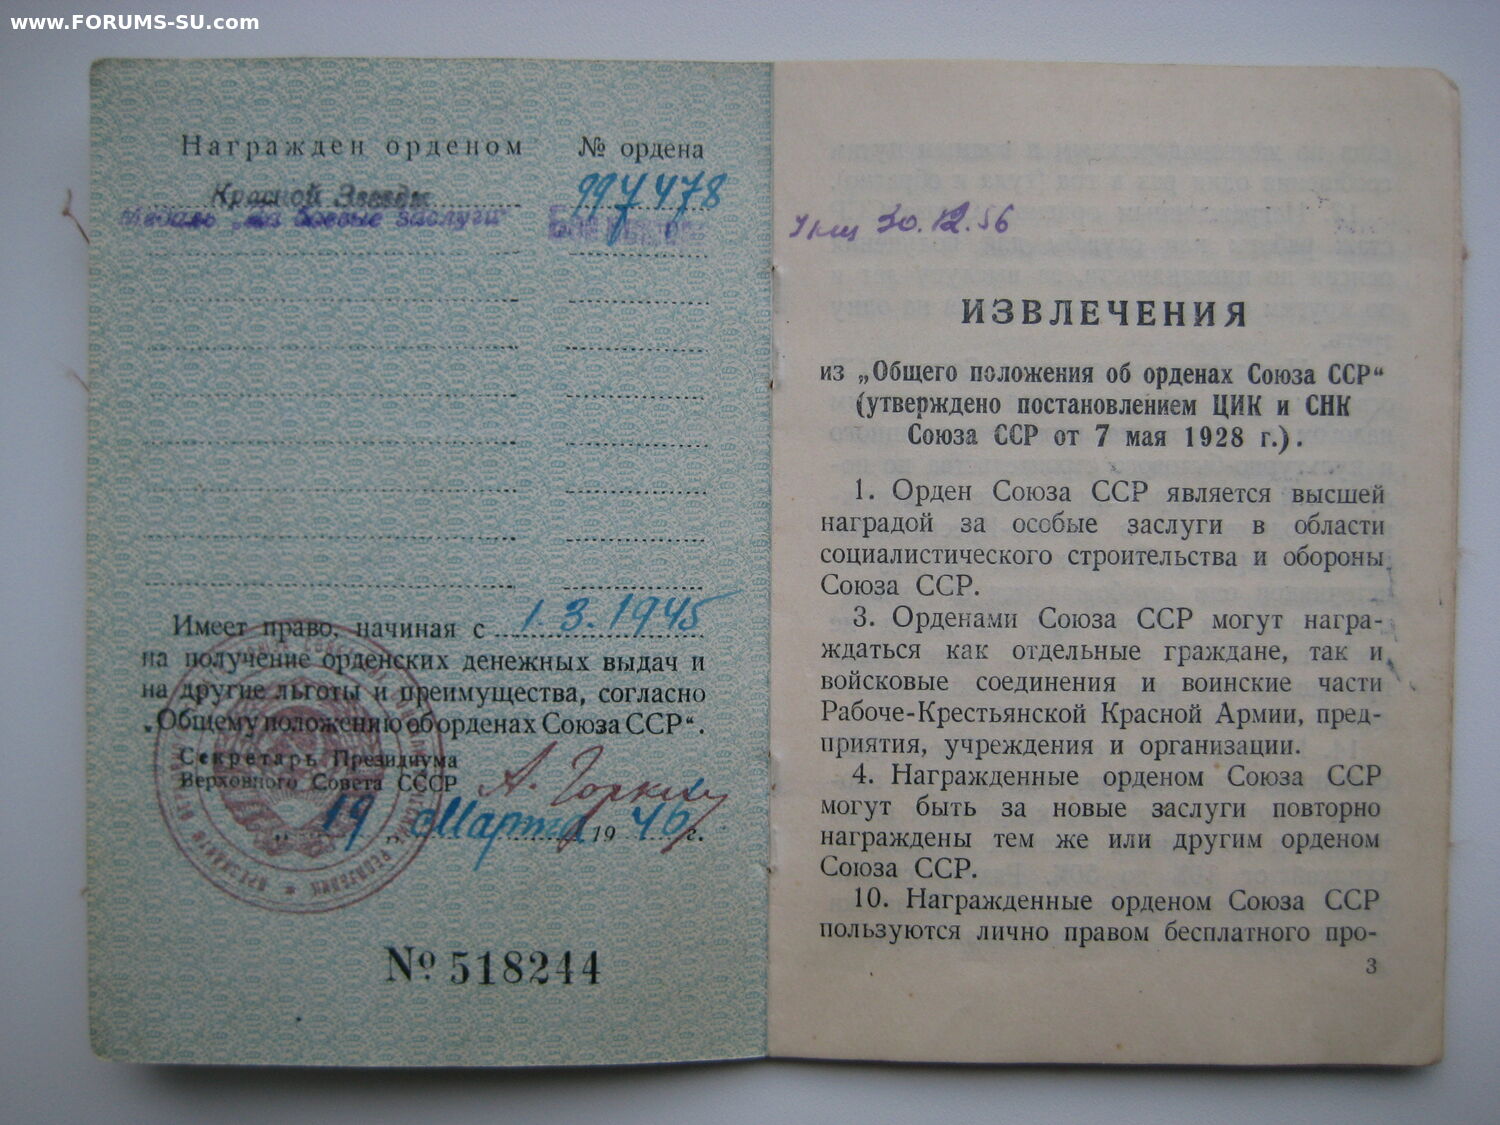 www.FORUMS-SU.com
Награжден орденом № ордена
Красной Звезды 997478
Медаль „за боевые заслуги“ Без номера
Имеет право, начиная с 1.3.1945
на получение орденских денежных выдач и
на другие льготы и преимущества, согласно
„Общему положению об орденах Союза ССР“.
Секретарь Президиума
Верховного Совета СССР А. Горкин
„19„ Марта 1946 г.
№ 518244
30.12.56
ИЗВЛЕЧЕНИЯ
из „Общего положения об орденах Союза ССР“
(утверждено постановлением ЦИК и СНК
Союза ССР от 7 мая 1928 г.).
1. Орден Союза ССР является высшей
наградой за особые заслуги в области
социалистического строительства и обороны
Союза ССР.
3. Орденами Союза ССР могут награ-
ждаться как отдельные граждане, так и
войсковые соединения и воинские части
Рабоче-Крестьянской Красной Армии, пред-
приятия, учреждения и организации.
4. Награжденные орденом Союза ССР
могут быть за новые заслуги повторно
награждены тем же или другим орденом
Союза ССР.
10. Награжденные орденом Союза ССР
пользуются лично правом бесплатного про-
3